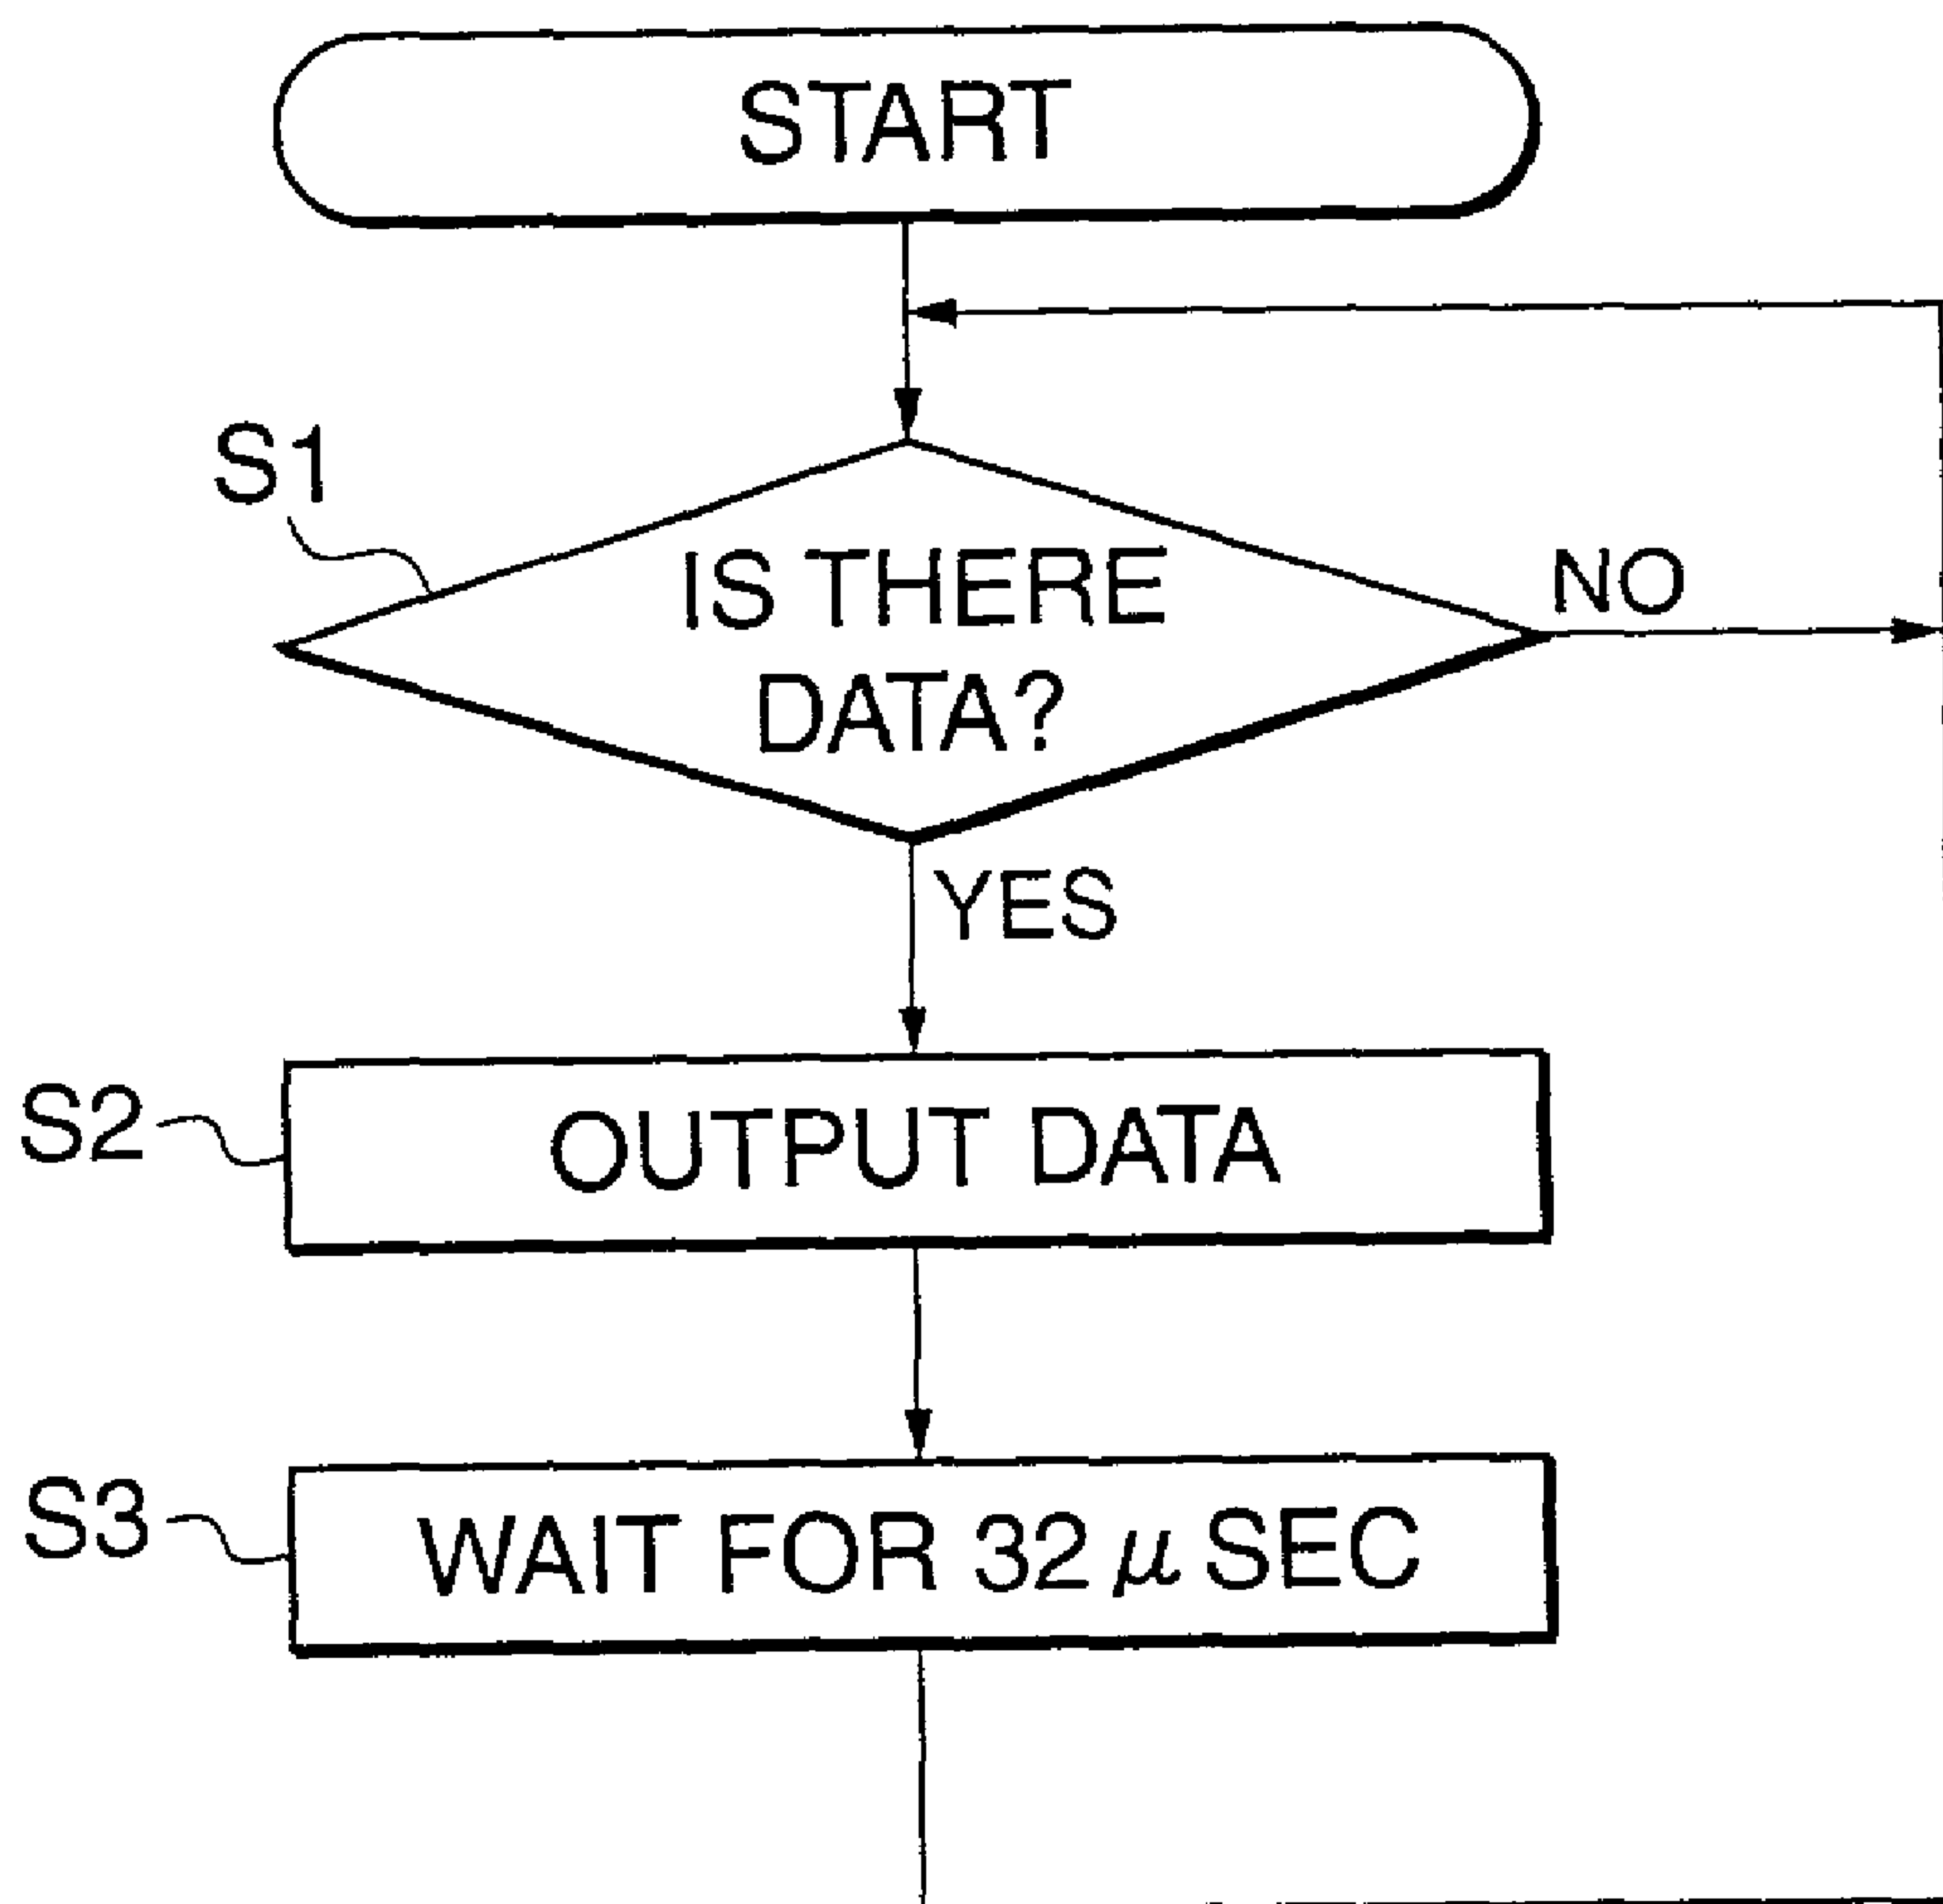 START
S1
IS THERE
DATA?
NO
YES
S2
OUTPUT DATA
S3
WAIT FOR 32 μ SEC